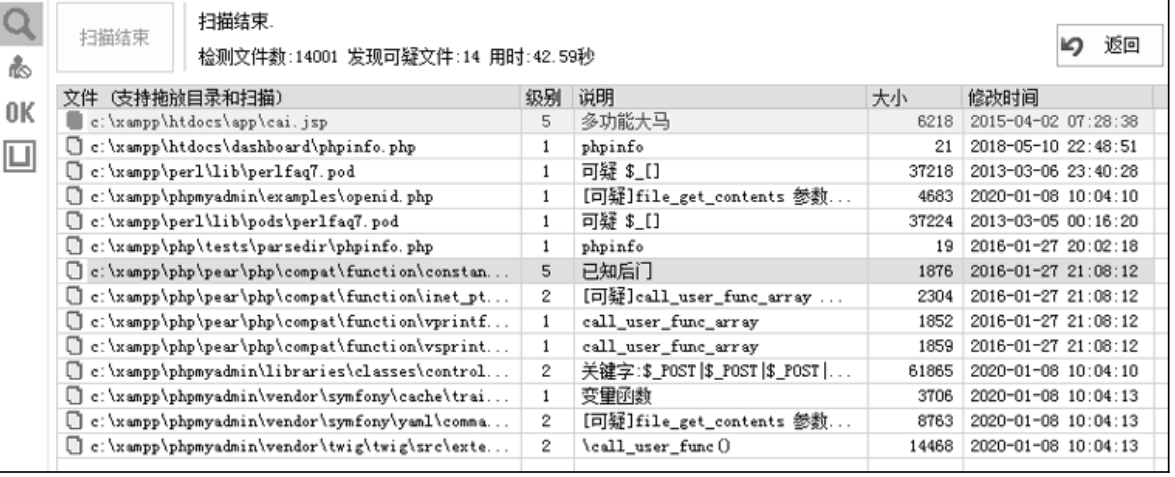 扫描结束
扫描结束.
检测文件数:14001 发现可疑文件:14 用时:42.59秒
返回
OK
文件 (支持拖放目录和扫描) 级别 说明 大小 修改时间
c:\xampp\htdocs\app\cai.jsp 5 多功能大马 6218 2015-04-02 07:28:38
c:\xampp\htdocs\dashboard\phpinfo.php 1 phpinfo 21 2018-05-10 22:48:51
c:\xampp\perl\lib\perlfaq7.pod 1 可疑 $_[] 37218 2013-03-06 23:40:28
c:\xampp\phpmyadmin\examples\openid.php 1 [可疑]file_get_contents 参数... 4683 2020-01-08 10:04:10
c:\xampp\perl\lib\pods\perlfaq7.pod 1 可疑 $_[] 37224 2013-03-05 00:16:20
c:\xampp\php\tests\parsedir\phpinfo.php 1 phpinfo 19 2016-01-27 20:02:18
c:\xampp\php\pear\php\compat\function\constan... 5 已知后门 1876 2016-01-27 21:08:12
c:\xampp\php\pear\php\compat\function\inet_pt... 2 [可疑]call_user_func_array ... 2304 2016-01-27 21:08:12
c:\xampp\php\pear\php\compat\function\vprintf... 1 call_user_func_array 1852 2016-01-27 21:08:12
c:\xampp\php\pear\php\compat\function\vsprint... 1 call_user_func_array 1859 2016-01-27 21:08:12
c:\xampp\phpmyadmin\libraries\classes\control... 2 关键字:$_POST|$_POST|$_POST|... 61865 2020-01-08 10:04:10
c:\xampp\phpmyadmin\vendor\symfony\cache\trai... 1 变量函数 3706 2020-01-08 10:04:13
c:\xampp\phpmyadmin\vendor\symfony\yaml\comma... 2 [可疑]file_get_contents 参数... 8763 2020-01-08 10:04:13
c:\xampp\phpmyadmin\vendor\twig\twig\src\exte... 2 \call_user_func() 14468 2020-01-08 10:04:13